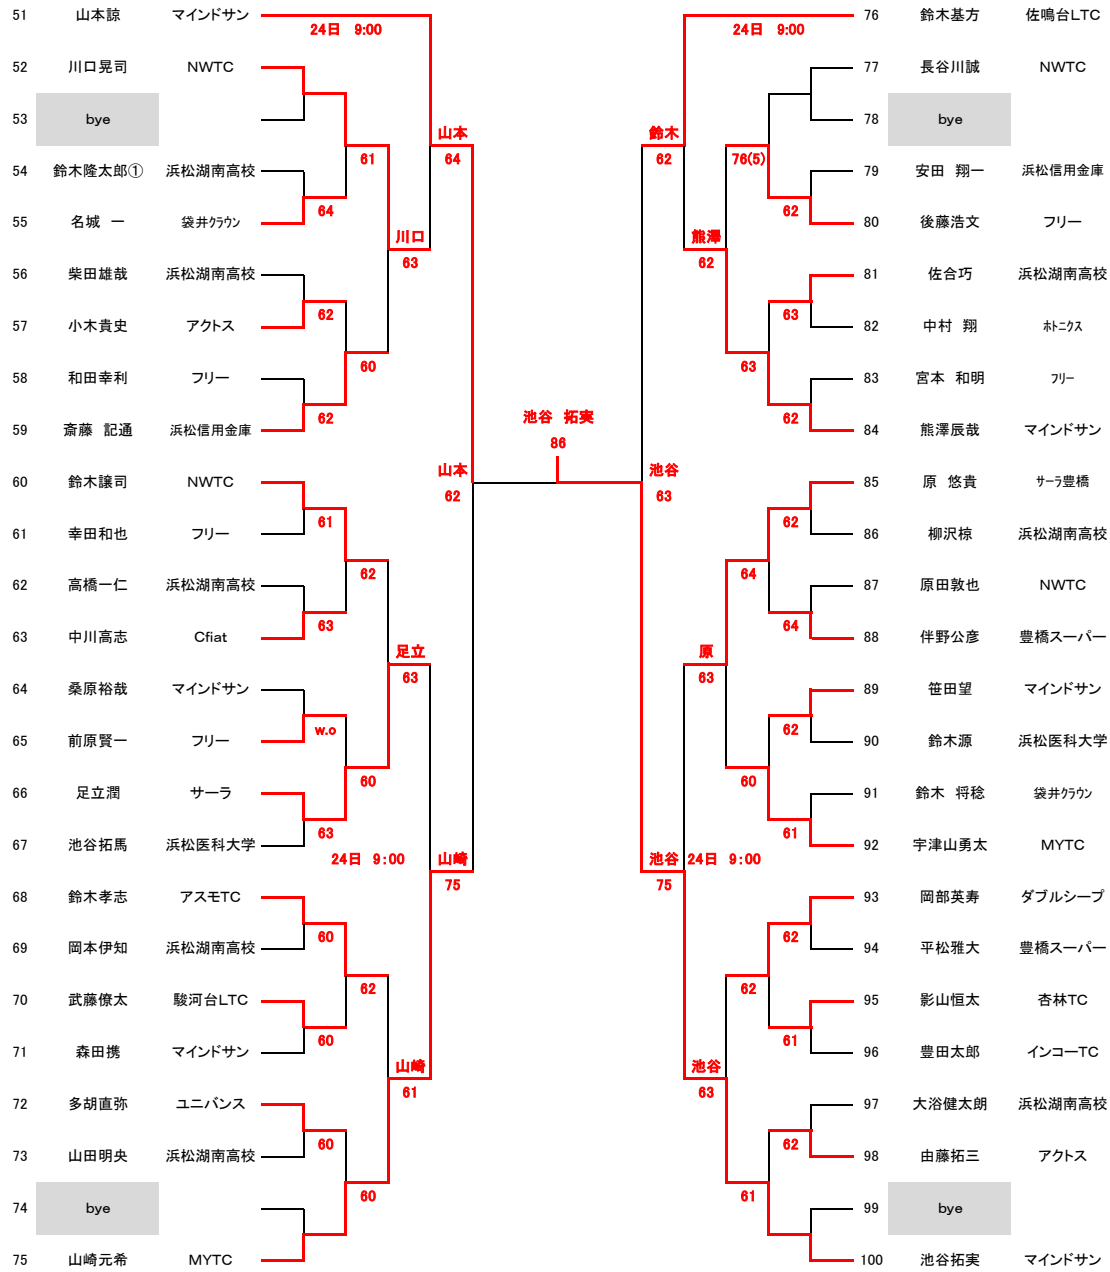 51 山本諒 マインドサン
24日 9:00
52 川口晃司 NWTC
53 bye
山本
61
64
54 鈴木隆太郎① 浜松湖南高校
64
55 名城 一 袋井クラウン
川口
63
56 柴田雄哉 浜松湖南高校
62
57 小木貴史 アクトス
60
58 和田幸利 フリー
62
59 斎藤 記通 浜松信用金庫
山本
62
60 鈴木譲司 NWTC
61
61 幸田和也 フリー
62
62 高橋一仁 浜松湖南高校
63
63 中川高志 Cfiat
足立
63
64 桑原裕哉 マインドサン
w.o
65 前原賢一 フリー
60
66 足立潤 サーラ
63
67 池谷拓馬 浜松医科大学
24日 9:00
山崎
75
68 鈴木孝志 アスモTC
60
69 岡本伊知 浜松湖南高校
62
70 武藤僚太 駿河台LTC
60
71 森田携 マインドサン
山崎
61
72 多胡直弥 ユニバンス
60
73 山田明央 浜松湖南高校
60
74 bye
75 山崎元希 MYTC
池谷 拓実
86
76 鈴木基方 佐鳴台LTC
24日 9:00
77 長谷川誠 NWTC
78 bye
鈴木
62
76(5)
79 安田 翔一 浜松信用金庫
62
80 後藤浩文 フリー
熊澤
62
81 佐合巧 浜松湖南高校
63
82 中村 翔 ホトニクス
63
83 宮本 和明 フリー
62
84 熊澤辰哉 マインドサン
池谷
63
85 原 悠貴 サーラ豊橋
62
86 柳沢椋 浜松湖南高校
64
87 原田敦也 NWTC
64
88 伴野公彦 豊橋スーパー
原
63
89 笹田望 マインドサン
62
90 鈴木源 浜松医科大学
60
91 鈴木 将稔 袋井クラウン
61
92 宇津山勇太 MYTC
池谷 24日 9:00
75
93 岡部英寿 ダブルシープ
62
94 平松雅大 豊橋スーパー
62
95 影山恒太 杏林TC
61
96 豊田太郎 インコーTC
池谷
63
97 大浴健太朗 浜松湖南高校
62
98 由藤拓三 アクトス
61
99 bye
100 池谷拓実 マインドサン